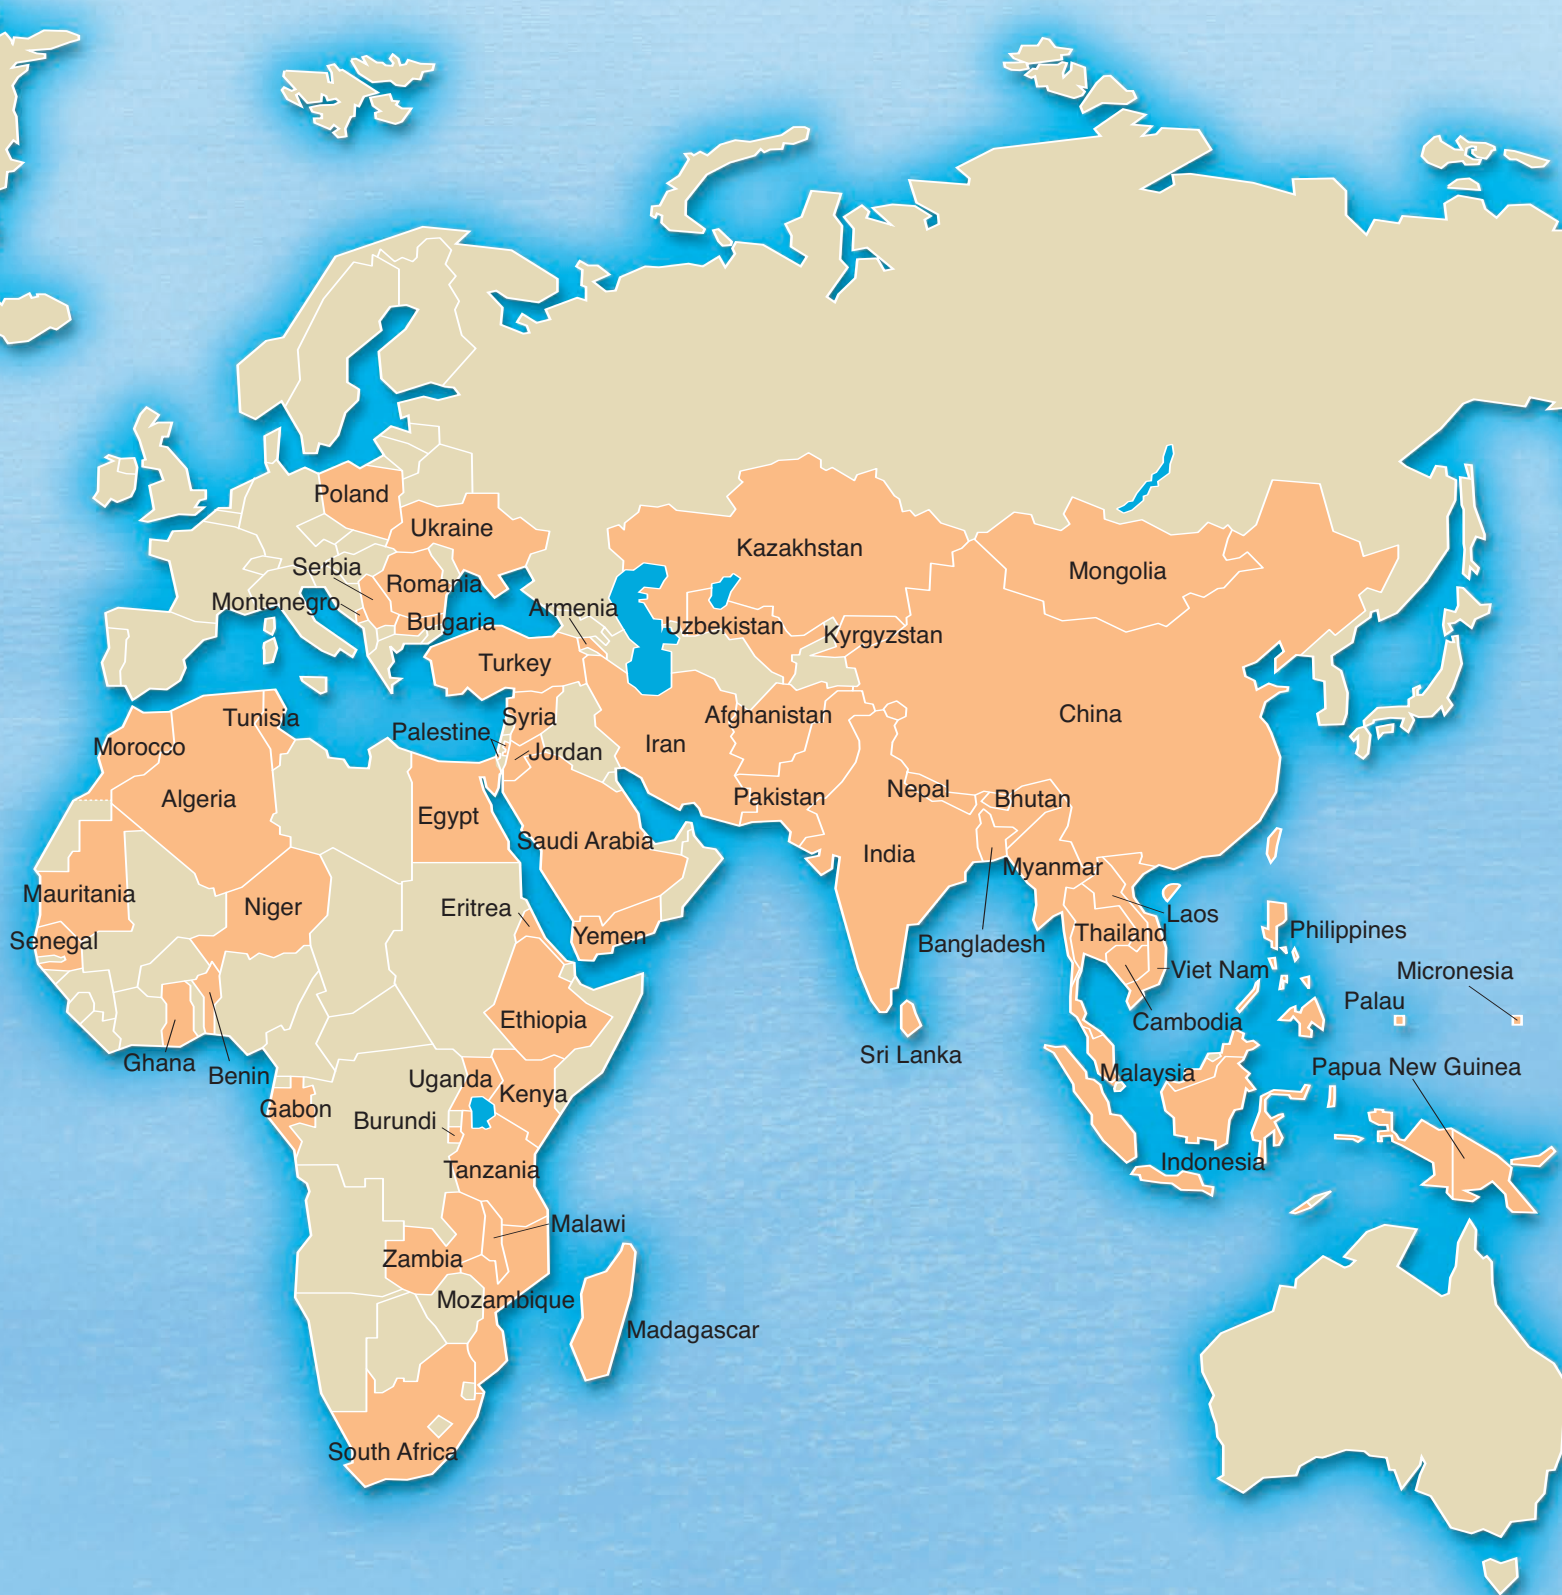 Poland
Ukraine
Kazakhstan
Serbia
Mongolia
Romania
Montenegro
Armenia
Bulgaria
Uzbekistan
Kyrgyzstan
Turkey
Tunisia
Syria
Afghanistan
China
Palestine
Morocco
Jordan
Iran
Algeria
Nepal
Pakistan
Bhutan
Egypt
Saudi Arabia
India
Myanmar
Mauritania
Niger
Eritrea
Laos
Senegal
Yemen
Thailand
Philippines
Bangladesh
Viet Nam
Micronesia
Palau
Ethiopia
Cambodia
Ghana
Sri Lanka
Benin
Uganda
Malaysia
Papua New Guinea
Kenya
Gabon
Burundi
Tanzania
Indonesia
Malawi
Zambia
Mozambique
Madagascar
South Africa